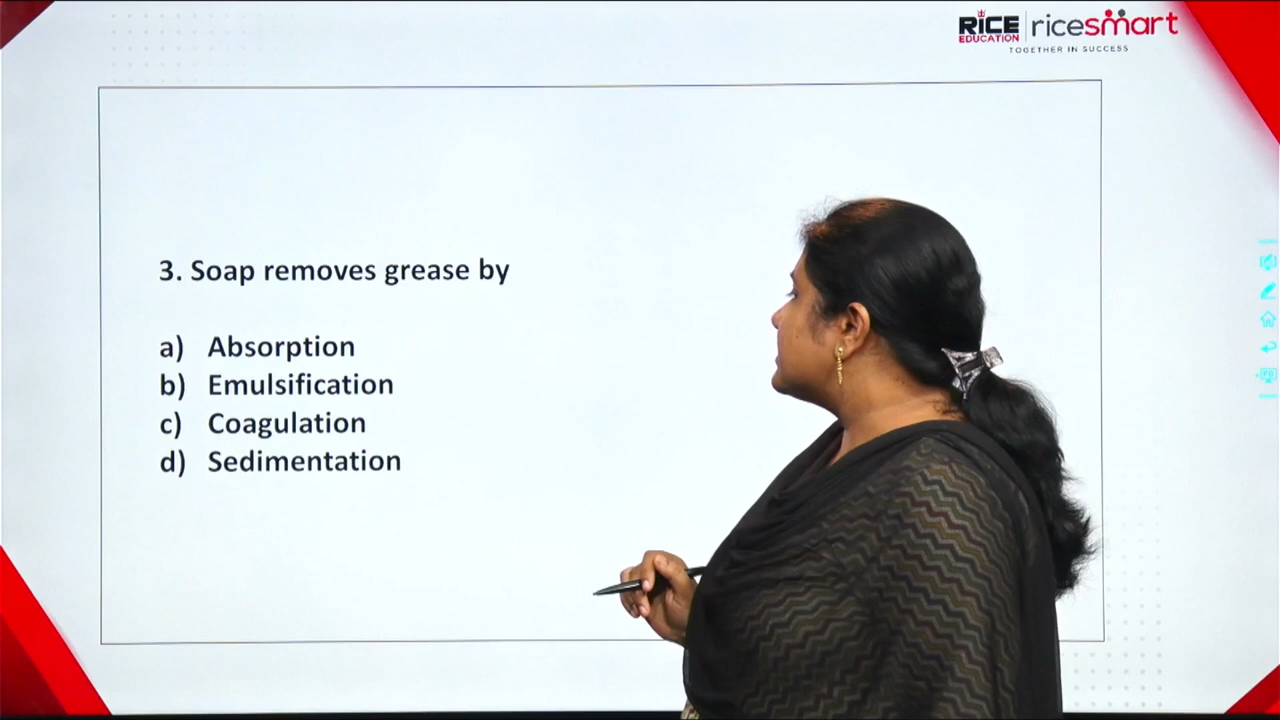 RICE
EDUCATION
ricesmart
TOGETHER IN SUCCESS
3. Soap removes grease by
a) Absorption
b) Emulsification
c) Coagulation
d) Sedimentation